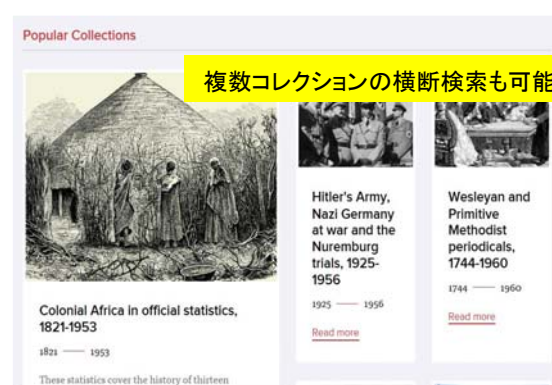 Popular Collections
複数コレクションの横断検索も可能
Colonial Africa in official statistics,
1821-1953
1821 — 1953
These statistics cover the history of thirteen
Hitler's Army,
Nazi Germany
at war and the
Nuremburg
trials, 1925-
1956
1925 — 1956
Read more
Wesleyan and
Primitive
Methodist
periodicals,
1744-1960
1744 — 1960
Read more